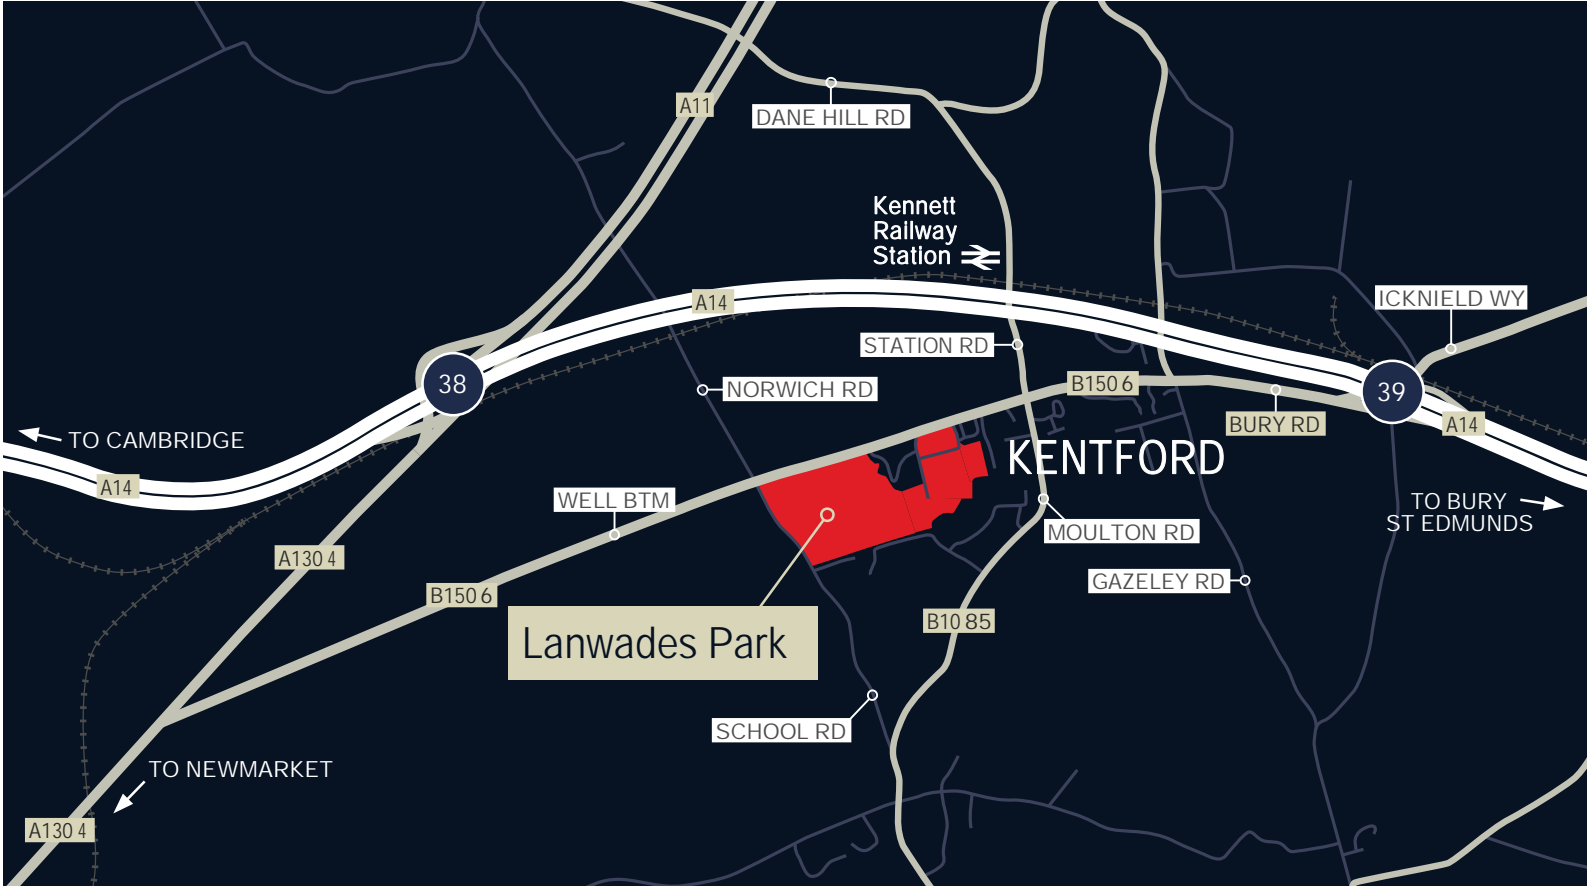 A11
DANE HILL RD
Kennett
Railway
Station
A14
ICKNIELD WY
STATION RD
38
NORWICH RD
B1506
39
BURY RD
A14
TO CAMBRIDGE
KENTFORD
A14
WELL BTM
TO BURY
ST EDMUNDS
MOULTON RD
A1304
GAZELEY RD
B1506
B1085
Lanwades Park
SCHOOL RD
TO NEWMARKET
A1304